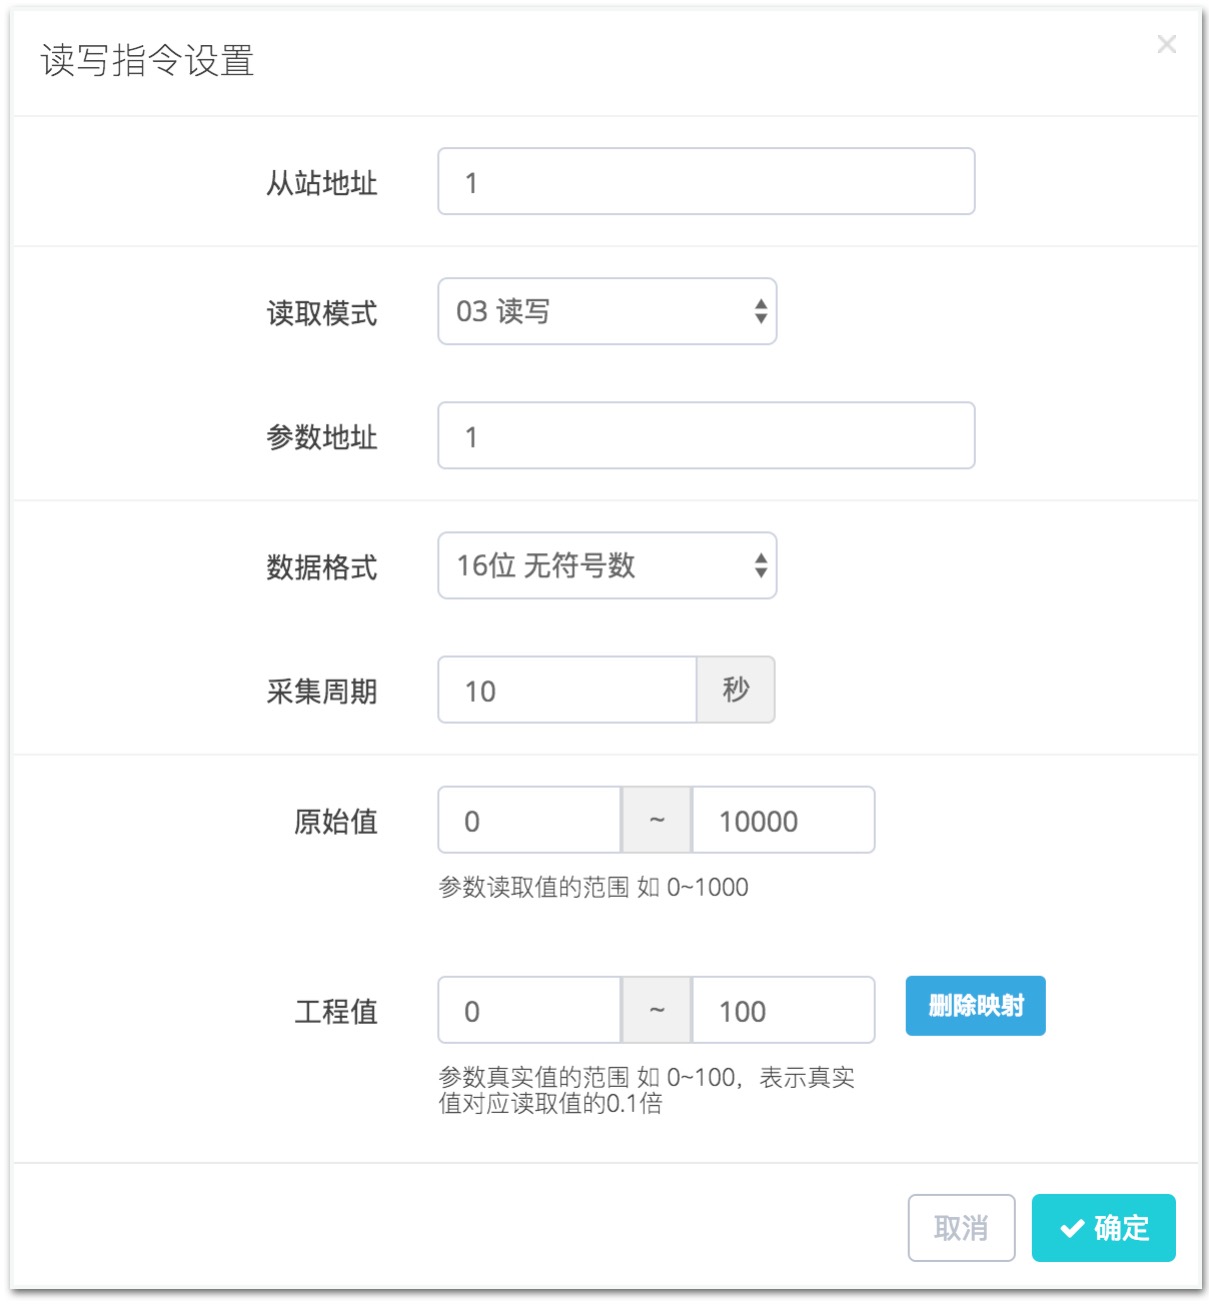 读写指令设置
×
从站地址 1
读取模式 03 读写
参数地址 1
数据格式 16位 无符号数
采集周期 10 秒
原始值 0 ~ 10000
参数读取值的范围 如 0~1000
工程值 0 ~ 100 删除映射
参数真实值的范围 如 0~100，表示真实
值对应读取值的0.1倍
取消 确定